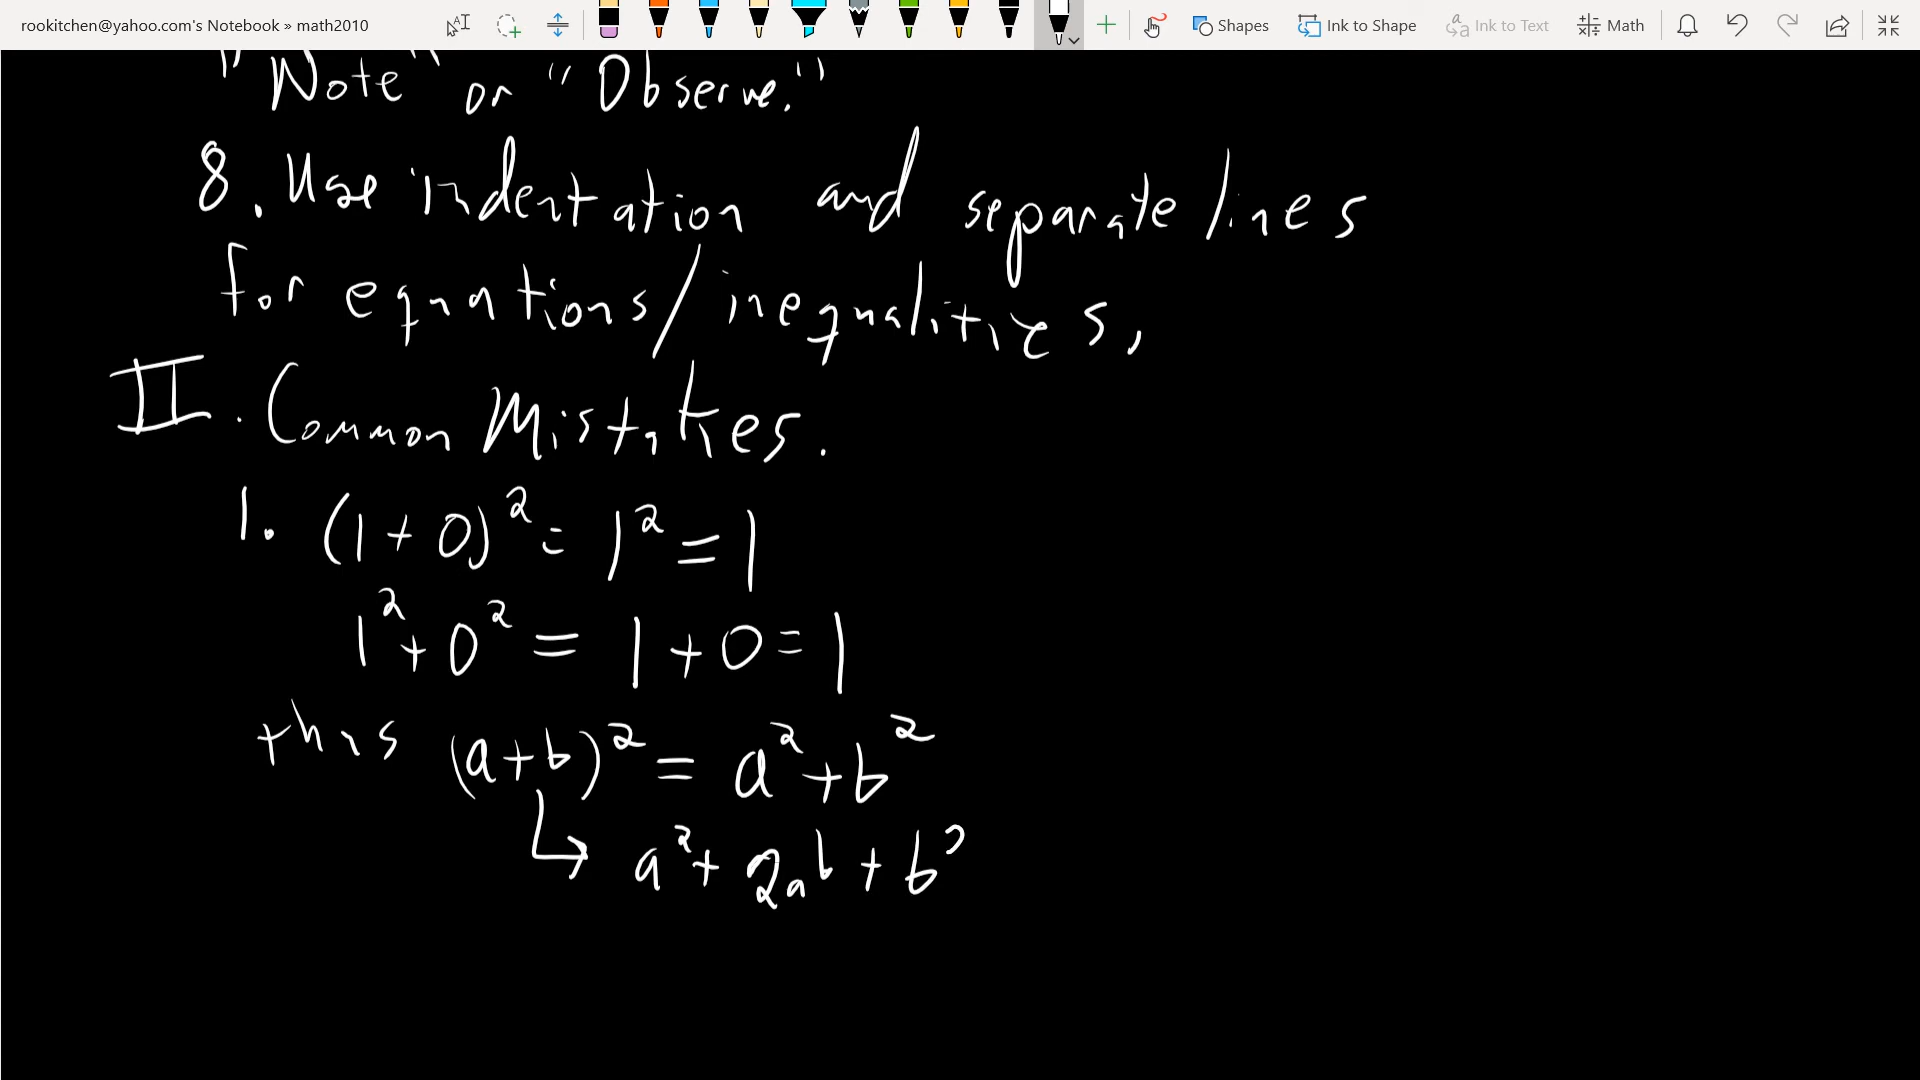 rookitchen@yahoo.com's Notebook » math2010
Shapes
Ink to Shape
Ink to Text
Math
"Note" or "Observe."
8. Use indentation and separate lines
for equations/inequalities,
II. Common Mistakes.
1. (1+0)² = 1² = 1
1² + 0² = 1 + 0 = 1
thus (a+b)² = a² + b²
↳ a² + 2ab + b²